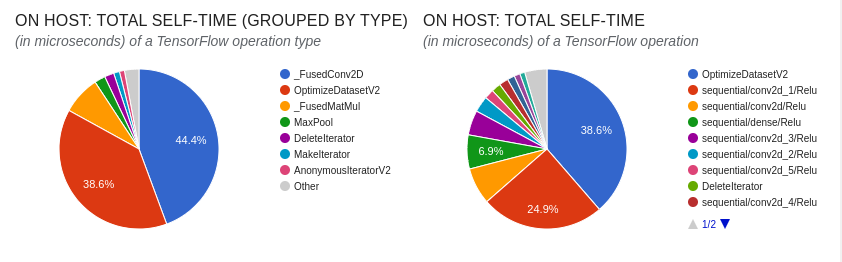 ON HOST: TOTAL SELF-TIME (GROUPED BY TYPE)
(in microseconds) of a TensorFlow operation type
44.4%
38.6%
_FusedConv2D
OptimizeDatasetV2
_FusedMatMul
MaxPool
DeleteIterator
MakeIterator
AnonymousIteratorV2
Other
ON HOST: TOTAL SELF-TIME
(in microseconds) of a TensorFlow operation
38.6%
6.9%
24.9%
OptimizeDatasetV2
sequential/conv2d_1/Relu
sequential/conv2d/Relu
sequential/dense/Relu
sequential/conv2d_3/Relu
sequential/conv2d_2/Relu
sequential/conv2d_5/Relu
DeleteIterator
sequential/conv2d_4/Relu
1/2